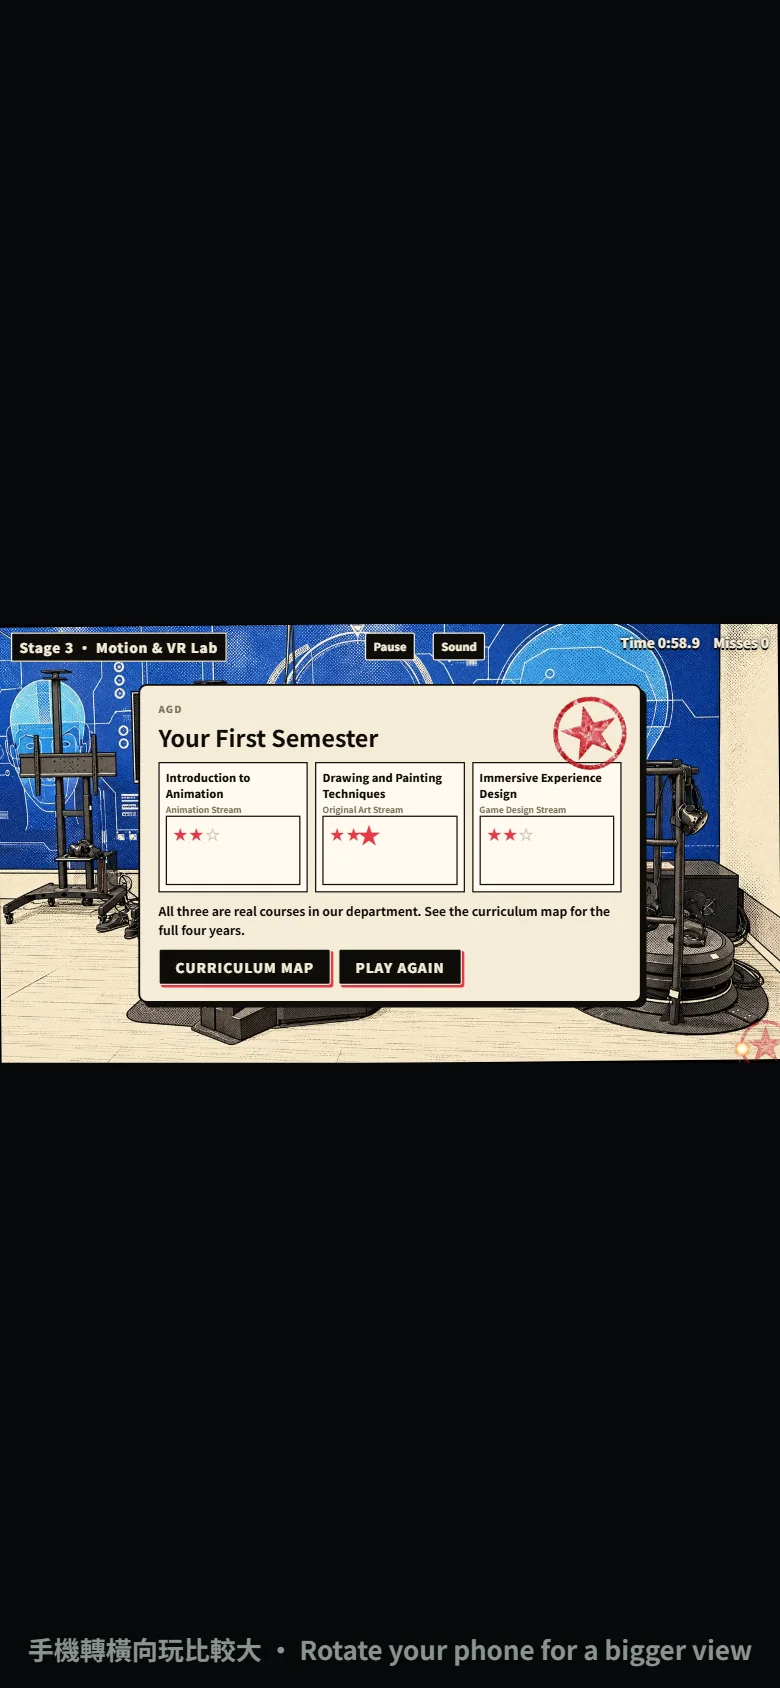 Stage 3 • Motion & VR Lab
Pause
Sound
Time 0:58.9
Misses 0
AGD
Your First Semester
Introduction to
Animation
Animation Stream
★★☆
Drawing and Painting
Techniques
Original Art Stream
★★★
Immersive Experience
Design
Game Design Stream
★★☆
All three are real courses in our department. See the curriculum map for the
full four years.
CURRICULUM MAP
PLAY AGAIN
手機轉橫向玩比較大 • Rotate your phone for a bigger view